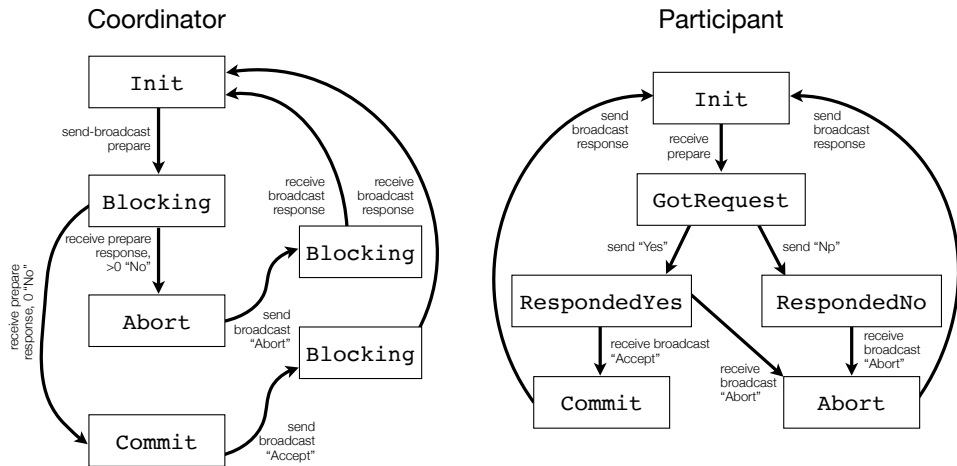 Coordinator
Init
send-broadcast
prepare
Blocking
receive prepare
response,
>0 “No”
receive prepare
response, 0 “No”
Abort
send
broadcast
“Abort”
Blocking
receive
broadcast
response
receive
broadcast
response
Blocking
Commit
send
broadcast
“Accept”
Participant
Init
send
broadcast
response
receive
prepare
send
broadcast
response
GotRequest
send “Yes”
send “Np”
RespondedYes
RespondedNo
receive broadcast
“Accept”
receive
broadcast
“Abort”
receive
broadcast
“Abort”
Commit
Abort